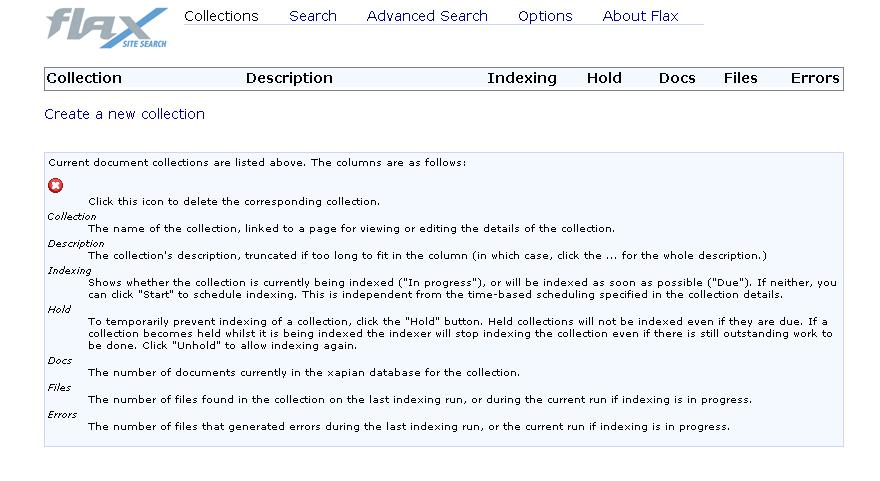 flax SITE SEARCH
Collections Search Advanced Search Options About Flax
Collection Description Indexing Hold Docs Files Errors
Create a new collection
Current document collections are listed above. The columns are as follows:
Click this icon to delete the corresponding collection.
Collection
The name of the collection, linked to a page for viewing or editing the details of the collection.
Description
The collection's description, truncated if too long to fit in the column (in which case, click the ... for the whole description.)
Indexing
Shows whether the collection is currently being indexed ("In progress"), or will be indexed as soon as possible ("Due"). If neither, you
can click "Start" to schedule indexing. This is independent from the time-based scheduling specified in the collection details.
Hold
To temporarily prevent indexing of a collection, click the "Hold" button. Held collections will not be indexed even if they are due. If a
collection becomes held whilst it is being indexed the indexer will stop indexing the collection even if there is still outstanding work to
be done. Click "Unhold" to allow indexing again.
Docs
The number of documents currently in the xapian database for the collection.
Files
The number of files found in the collection on the last indexing run, or during the current run if indexing is in progress.
Errors
The number of files that generated errors during the last indexing run, or the current run if indexing is in progress.